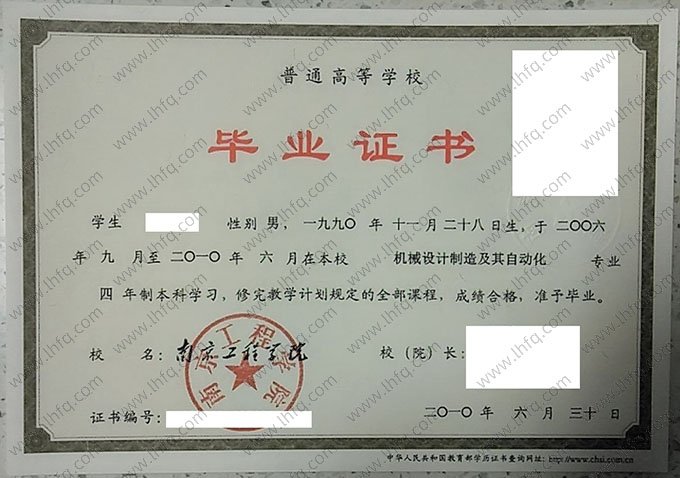 普通高等学校
毕业证书
学生 性别 男，一九九〇 年 十一 月 二十八 日生，于 二〇〇六
年 九 月至 二〇一〇 年 六 月在本校 机械设计制造及其自动化 专业
四 年制本科学习，修完教学计划规定的全部课程，成绩合格，准予毕业。
校 名：南京工程学院 校（院）长：
南京工程学院
证书编号： 二〇一〇 年 六 月 三十 日
中华人民共和国教育部学历证书查询网址：http://www.chsi.com.cn
www.lhfq.com